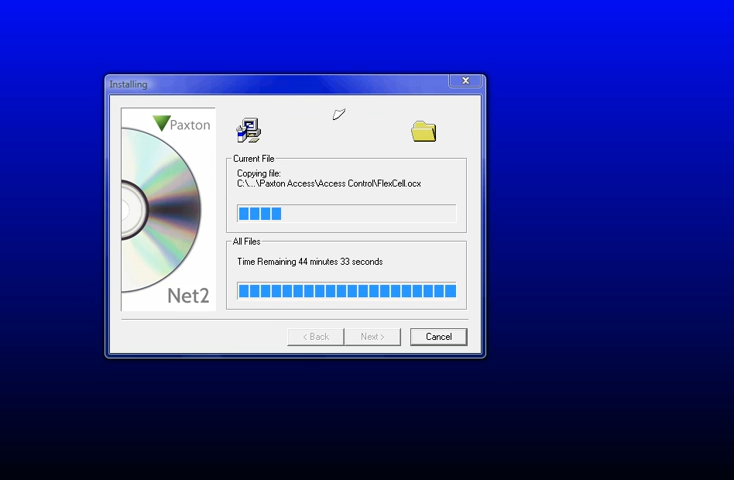 Installing
Paxton
Net2
Current File
Copying file:
C:\...\Paxton Access\Access Control\FlexCell.ocx
All Files
Time Remaining 44 minutes 33 seconds
< Back
Next >
Cancel